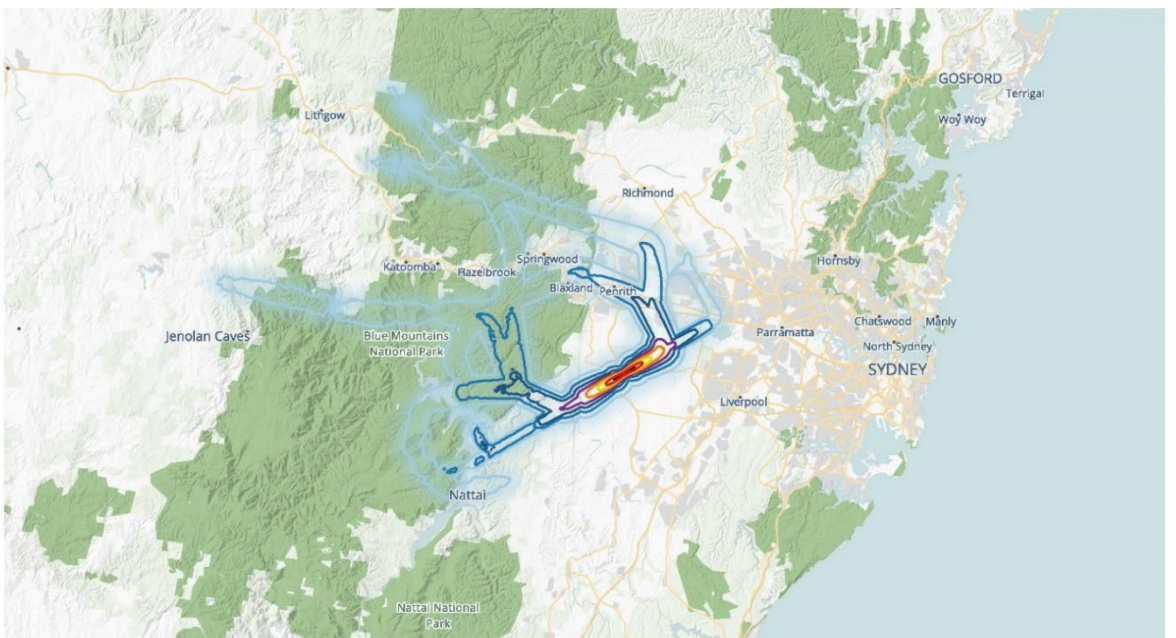 GOSFORD
Terrigal
Lithgow
Woy Woy
Richmond
Springwood
Hornsby
Katoomba
Hazelbrook
Blaxland
Penrith
Chatswood
Manly
Jenolan Caves
Blue Mountains
National Park
Parramatta
North Sydney
SYDNEY
Liverpool
Nattai
Nattai National
Park